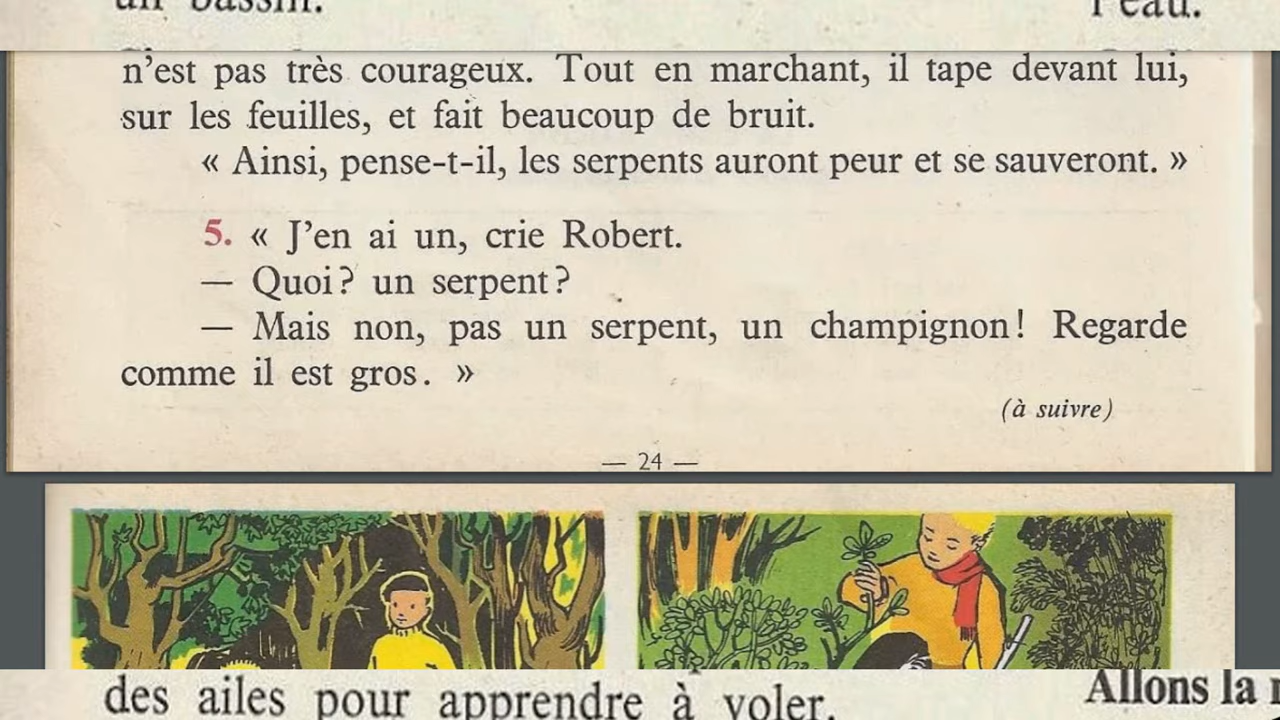 un bassin.
l'eau.
n'est pas très courageux. Tout en marchant, il tape devant lui,
sur les feuilles, et fait beaucoup de bruit.
« Ainsi, pense-t-il, les serpents auront peur et se sauveront. »
5. « J'en ai un, crie Robert.
— Quoi? un serpent?
— Mais non, pas un serpent, un champignon! Regarde
comme il est gros. »
(à suivre)
— 24 —
des ailes pour apprendre à voler.
Allons la